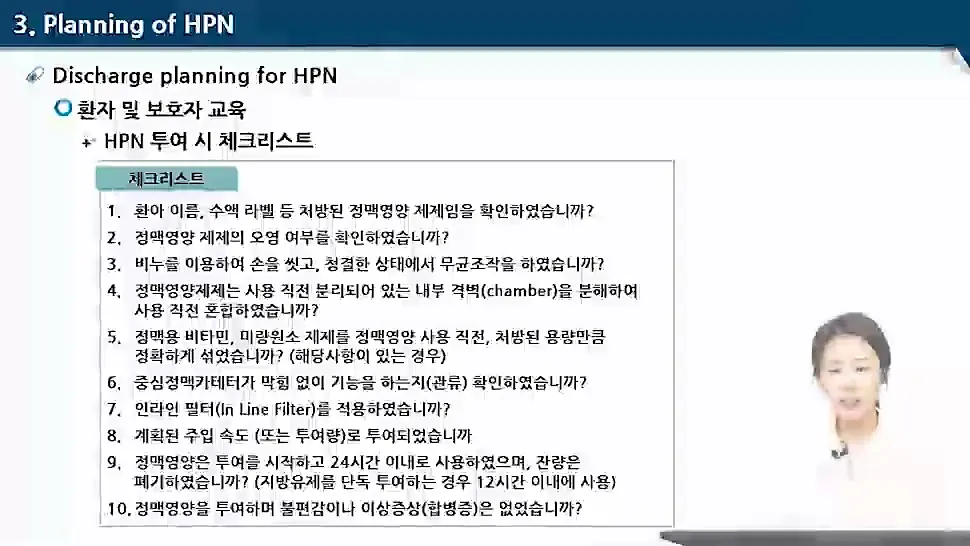 3. Planning of HPN
Discharge planning for HPN
환자 및 보호자 교육
HPN 투여 시 체크리스트
체크리스트
1. 환아 이름, 수액 라벨 등 처방된 정맥영양 제제임을 확인하였습니까?
2. 정맥영양 제제의 오염 여부를 확인하였습니까?
3. 비누를 이용하여 손을 씻고, 청결한 상태에서 무균조작을 하였습니까?
4. 정맥영양제제는 사용 직전 분리되어 있는 내부 격벽(chamber)을 분해하여
사용 직전 혼합하였습니까?
5. 정맥용 비타민, 미량원소 제제를 정맥영양 사용 직전, 처방된 용량만큼
정확하게 섞었습니까? (해당사항이 있는 경우)
6. 중심정맥카테터가 막힘 없이 기능을 하는지(관류) 확인하였습니까?
7. 인라인 필터(In Line Filter)를 적용하였습니까?
8. 계획된 주입 속도 (또는 투여량)로 투여되었습니까
9. 정맥영양은 투여를 시작하고 24시간 이내로 사용하였으며, 잔량은
폐기하였습니까? (지방유제를 단독 투여하는 경우 12시간 이내에 사용)
10. 정맥영양을 투여하며 불편감이나 이상증상(합병증)은 없었습니까?